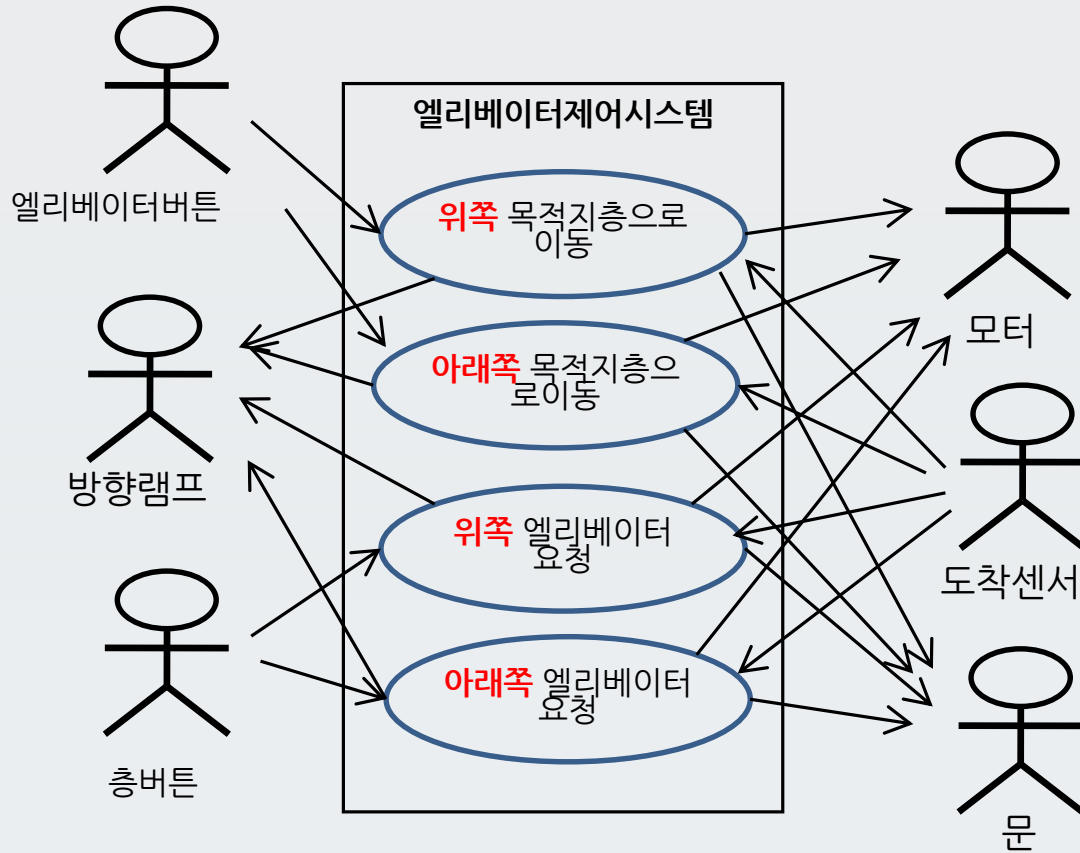 엘리베이터제어시스템
엘리베이터버튼
위쪽 목적지층으로
이동
모터
아래쪽 목적지층으
로이동
방향램프
위쪽 엘리베이터
요청
도착센서
아래쪽 엘리베이터
요청
층버튼
문